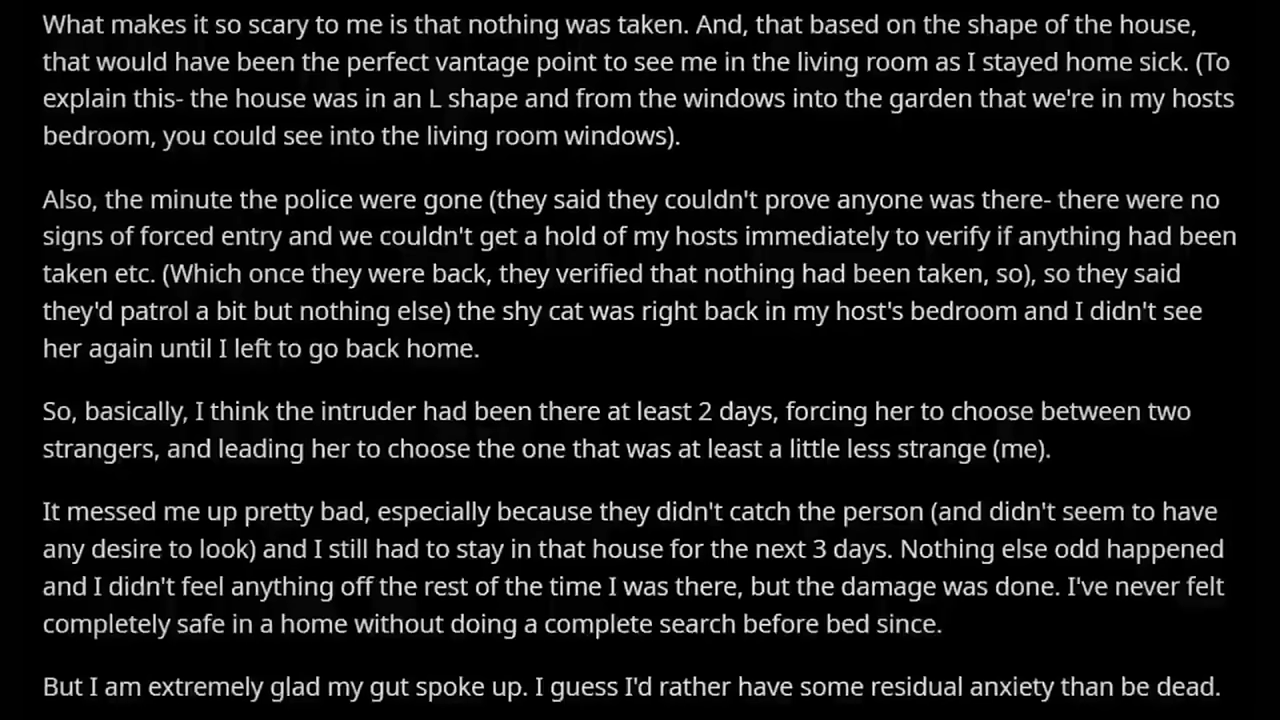 What makes it so scary to me is that nothing was taken. And, that based on the shape of the house,
that would have been the perfect vantage point to see me in the living room as I stayed home sick. (To
explain this- the house was in an L shape and from the windows into the garden that we're in my hosts
bedroom, you could see into the living room windows).
Also, the minute the police were gone (they said they couldn't prove anyone was there- there were no
signs of forced entry and we couldn't get a hold of my hosts immediately to verify if anything had been
taken etc. (Which once they were back, they verified that nothing had been taken, so), so they said
they'd patrol a bit but nothing else) the shy cat was right back in my host's bedroom and I didn't see
her again until I left to go back home.
So, basically, I think the intruder had been there at least 2 days, forcing her to choose between two
strangers, and leading her to choose the one that was at least a little less strange (me).
It messed me up pretty bad, especially because they didn't catch the person (and didn't seem to have
any desire to look) and I still had to stay in that house for the next 3 days. Nothing else odd happened
and I didn't feel anything off the rest of the time I was there, but the damage was done. I've never felt
completely safe in a home without doing a complete search before bed since.
But I am extremely glad my gut spoke up. I guess I'd rather have some residual anxiety than be dead.